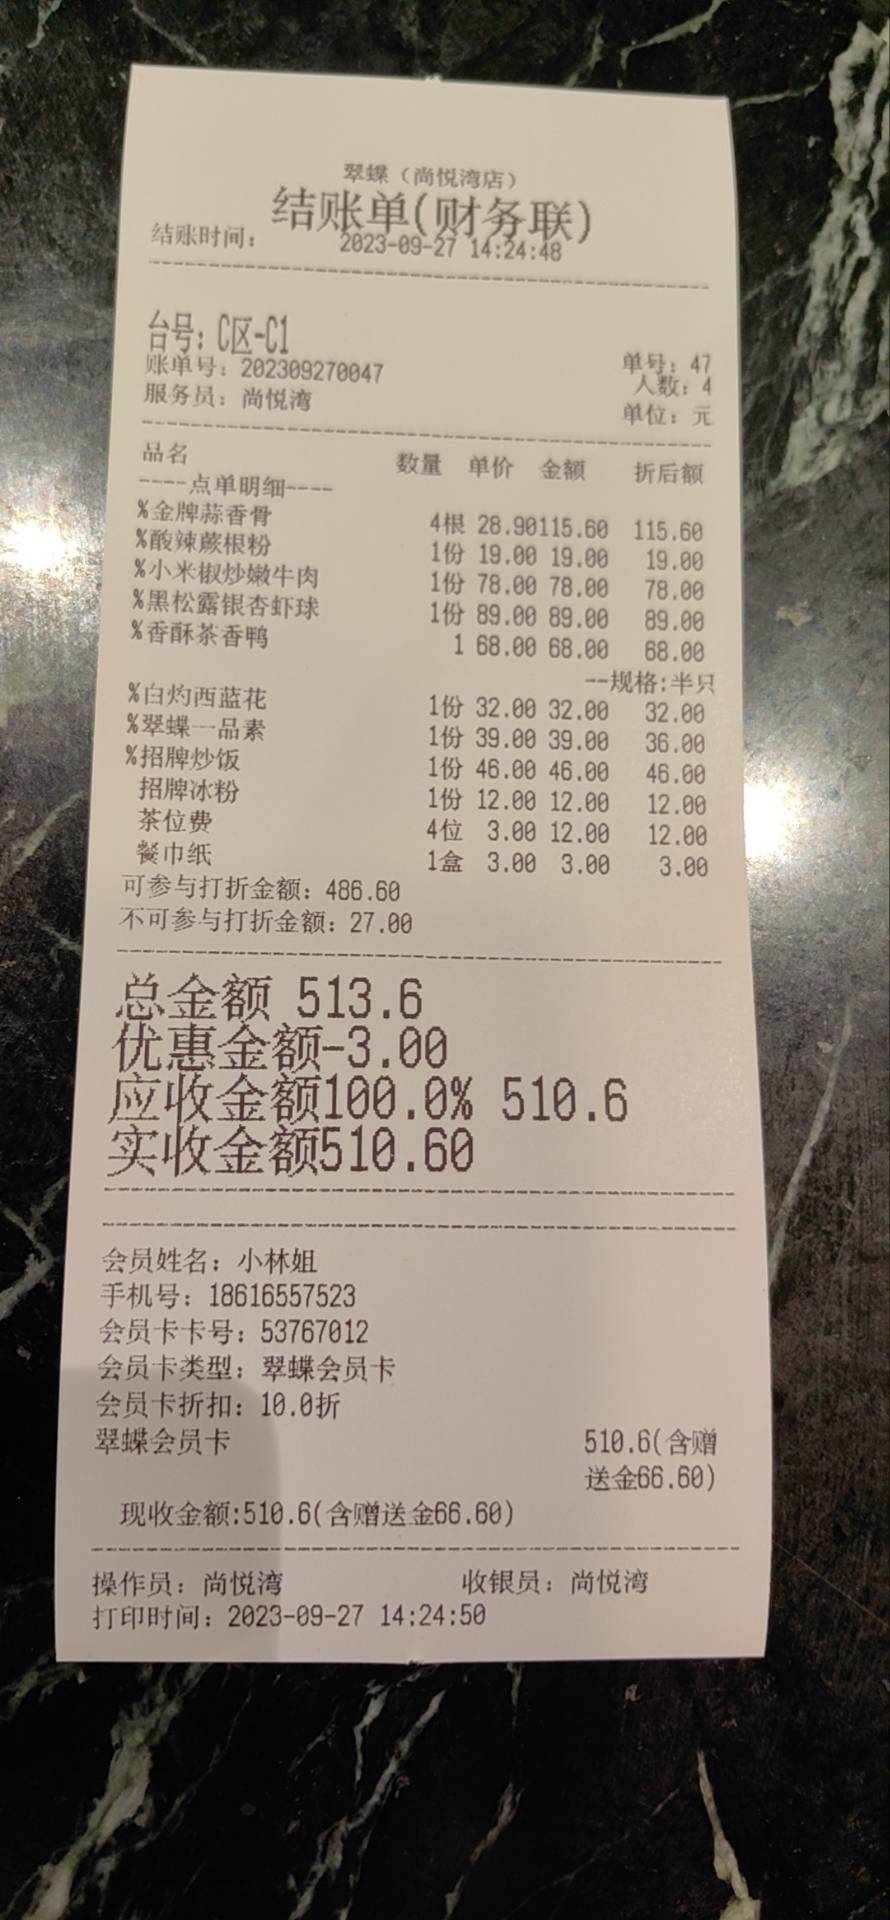 翠蝶（尚悦湾店）
结账单(财务联)
结账时间： 2023-09-27 14:24:48
台号：C区-C1
账单号：202309270047 单号：47
人数：4
服务员：尚悦湾 单位：元
品名 数量 单价 金额 折后额
----点单明细----
%金牌蒜香骨 4根 28.90115.60 115.60
%酸辣蕨根粉 1份 19.00 19.00 19.00
%小米椒炒嫩牛肉 1份 78.00 78.00 78.00
%黑松露银杏虾球 1份 89.00 89.00 89.00
%香酥茶香鸭 1 68.00 68.00 68.00
--规格:半只
%白灼西蓝花 1份 32.00 32.00 32.00
%翠蝶一品素 1份 39.00 39.00 36.00
%招牌炒饭 1份 46.00 46.00 46.00
招牌冰粉 1份 12.00 12.00 12.00
茶位费 4位 3.00 12.00 12.00
餐巾纸 1盒 3.00 3.00 3.00
可参与打折金额：486.60
不可参与打折金额：27.00
总金额 513.6
优惠金额-3.00
应收金额100.0% 510.6
实收金额510.60
会员姓名：小林姐
手机号：18616557523
会员卡卡号：53767012
会员卡类型：翠蝶会员卡
会员卡折扣：10.0折
翠蝶会员卡 510.6(含赠
送金66.60)
现收金额:510.6(含赠送金66.60)
操作员：尚悦湾 收银员：尚悦湾
打印时间：2023-09-27 14:24:50